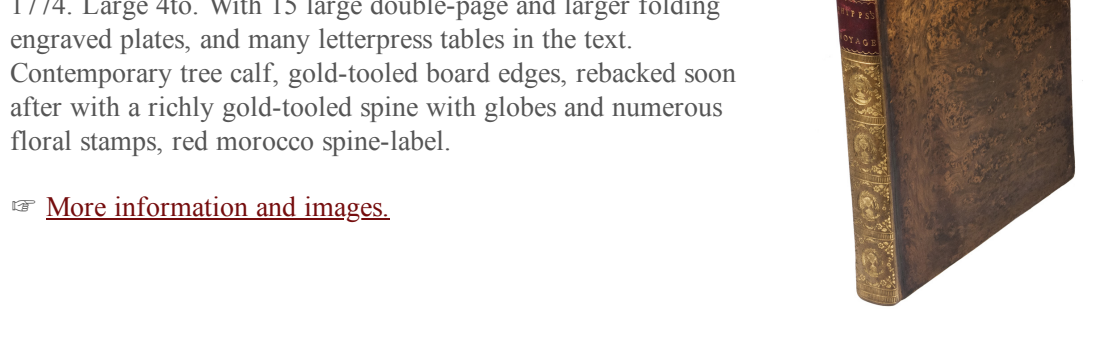 1774. Large 4to. With 15 large double-page and larger folding
engraved plates, and many letterpress tables in the text.
Contemporary tree calf, gold-tooled board edges, rebacked soon
after with a richly gold-tooled spine with globes and numerous
floral stamps, red morocco spine-label.
☞ More information and images.